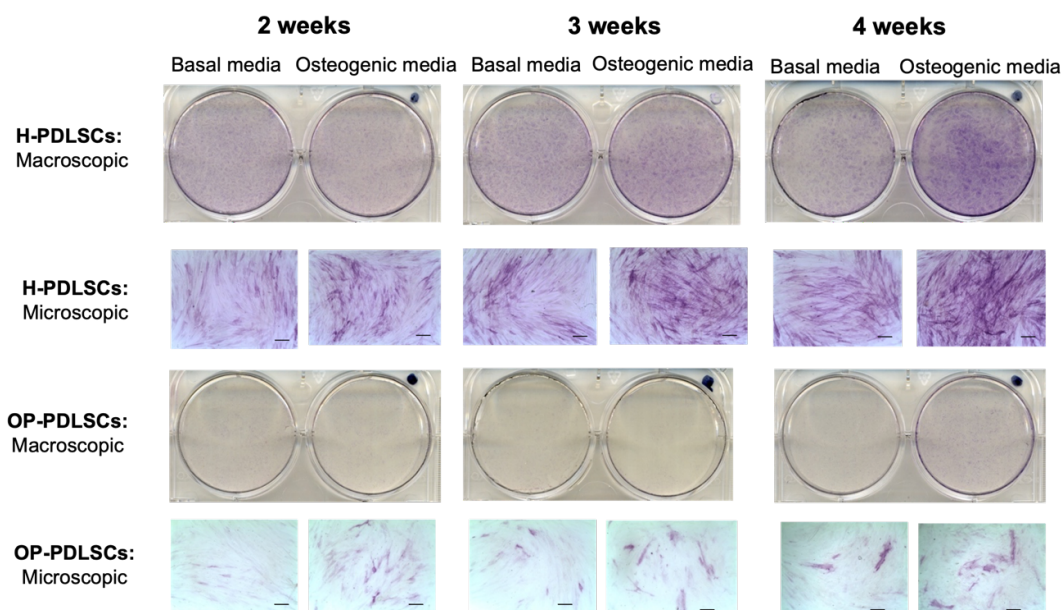 2 weeks 3 weeks 4 weeks
Basal media Osteogenic media Basal media Osteogenic media Basal media Osteogenic media
H-PDLSCs:
Macroscopic
H-PDLSCs:
Microscopic
OP-PDLSCs:
Macroscopic
OP-PDLSCs:
Microscopic